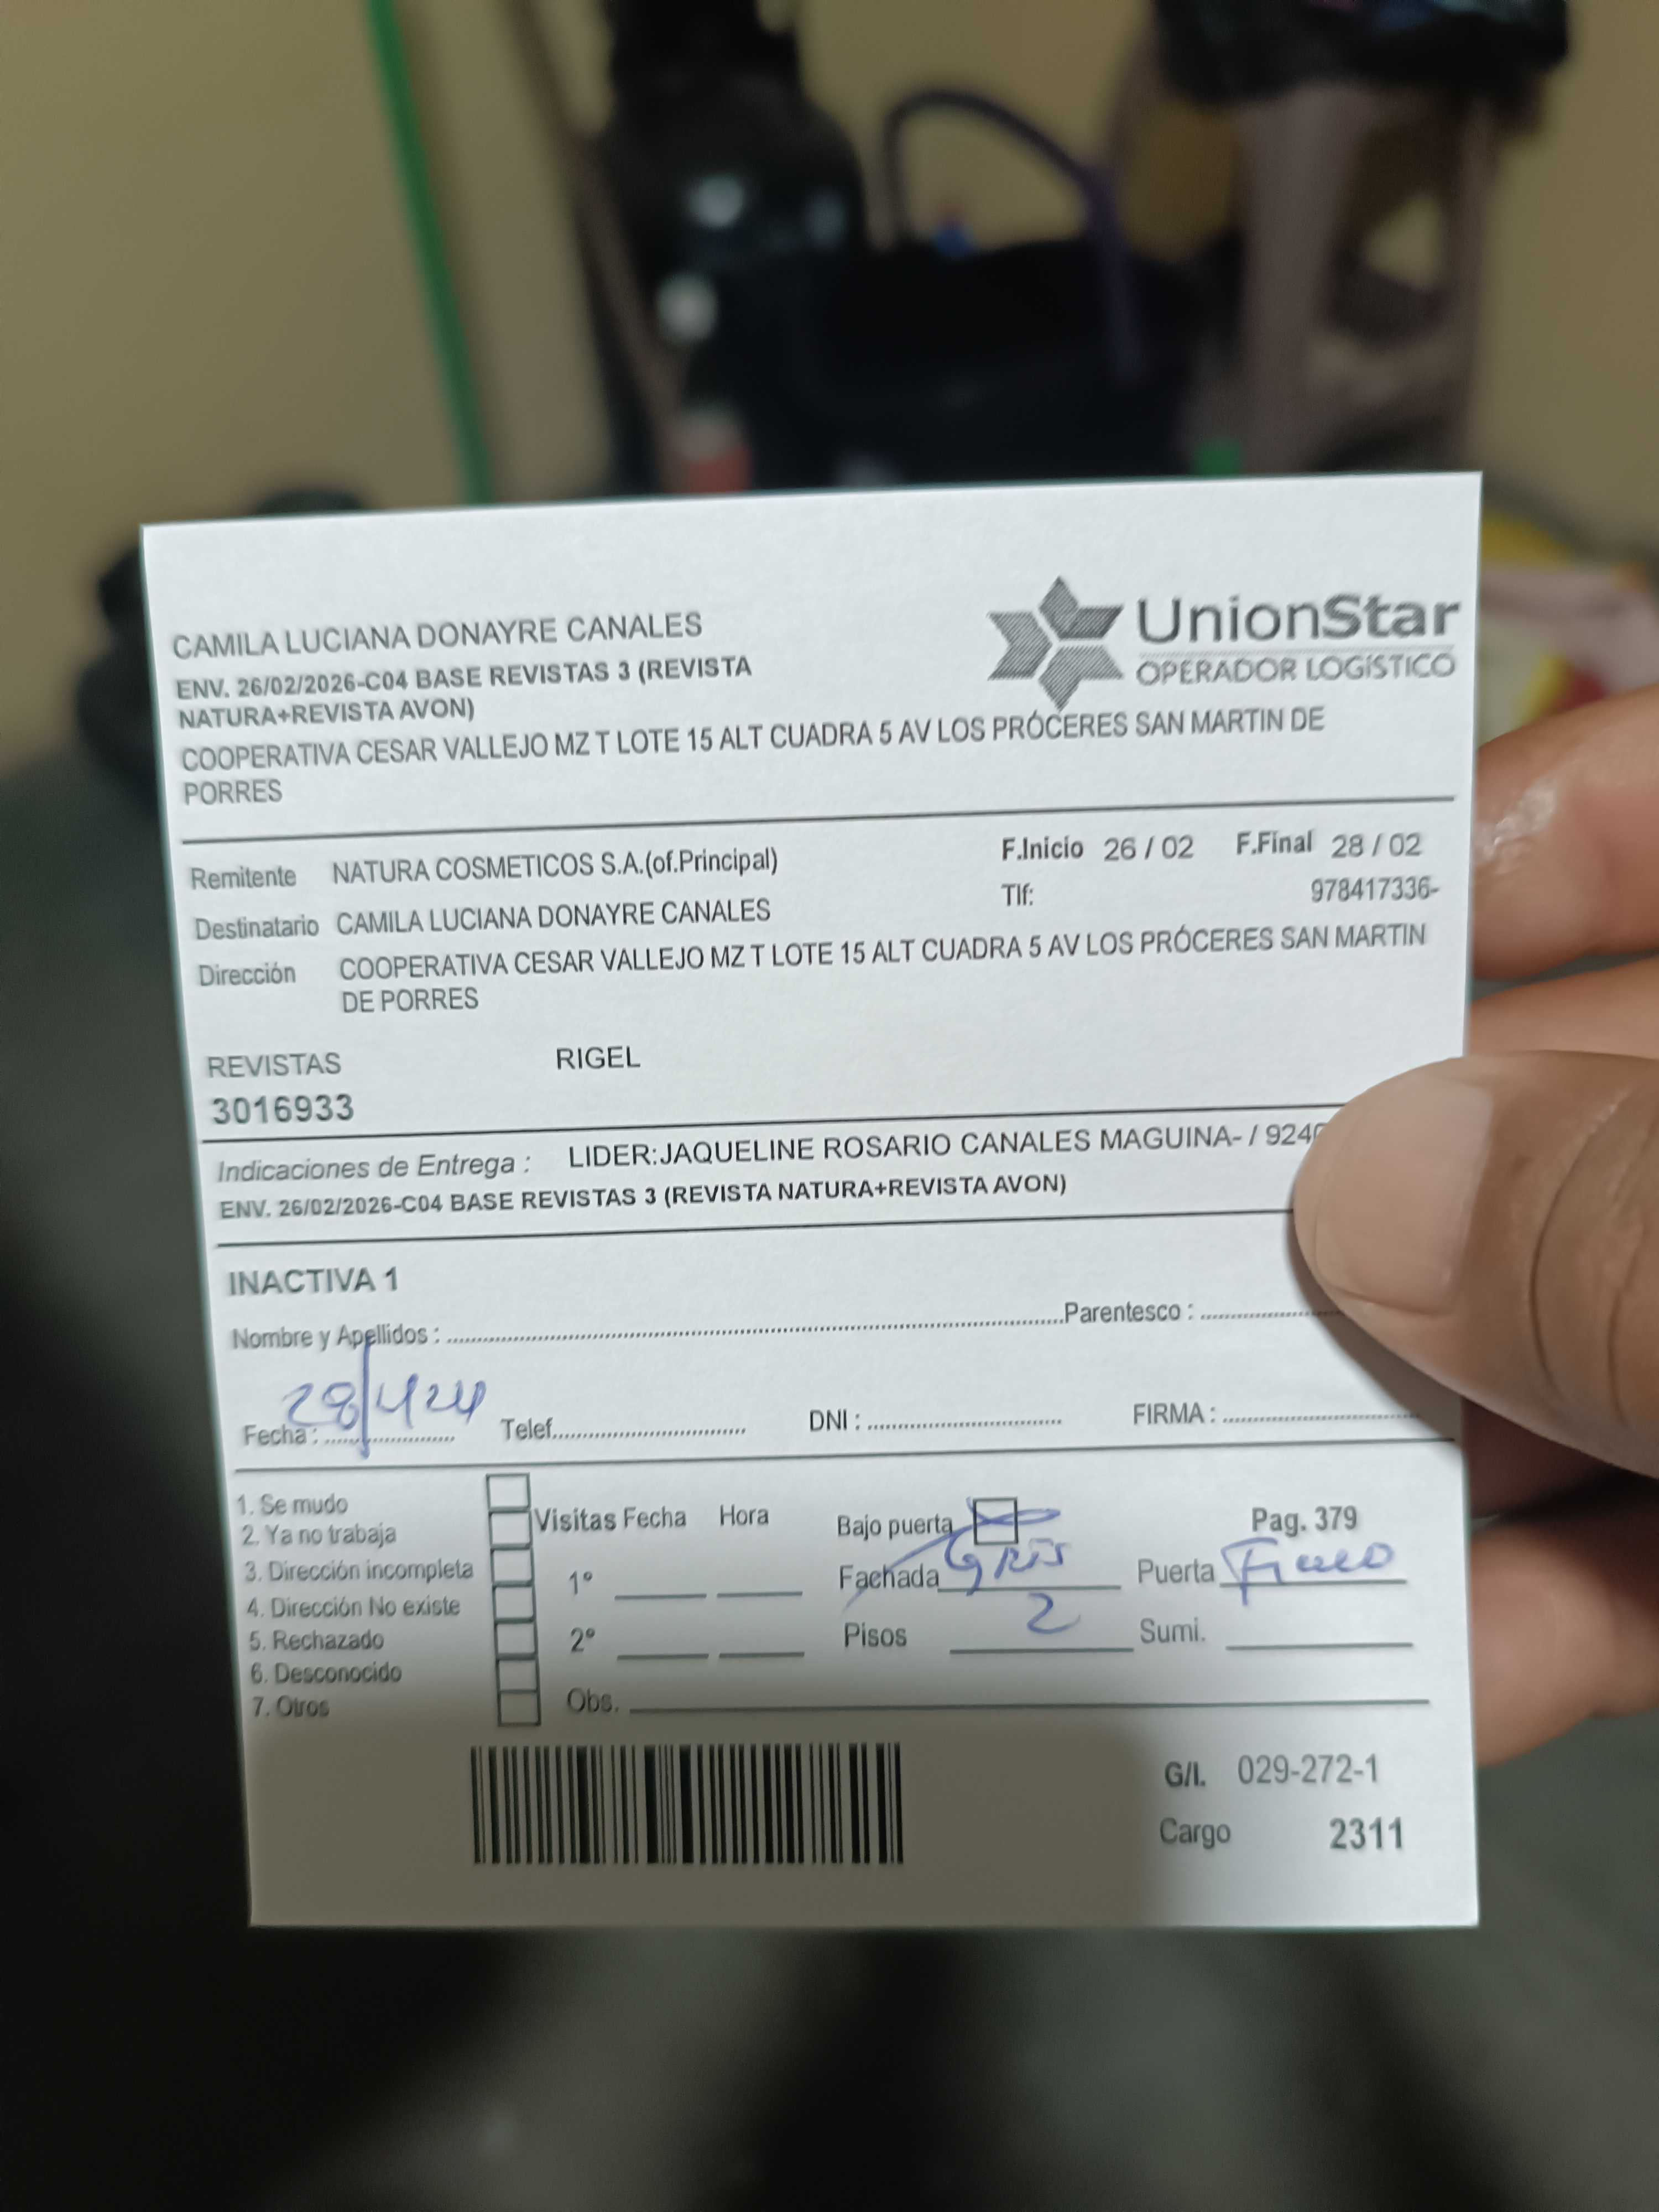 CAMILA LUCIANA DONAYRE CANALES
ENV. 26/02/2026-C04 BASE REVISTAS 3 (REVISTA
NATURA+REVISTA AVON)
COOPERATIVA CESAR VALLEJO MZ T LOTE 15 ALT CUADRA 5 AV LOS PRÓCERES SAN MARTIN DE
PORRES
UnionStar
OPERADOR LOGÍSTICO
Remitente NATURA COSMETICOS S.A.(of.Principal)
F.Inicio 26 / 02 F.Final 28 / 02
Destinatario CAMILA LUCIANA DONAYRE CANALES
Tlf: 978417336-
Dirección COOPERATIVA CESAR VALLEJO MZ T LOTE 15 ALT CUADRA 5 AV LOS PRÓCERES SAN MARTIN
DE PORRES
REVISTAS RIGEL
3016933
Indicaciones de Entrega : LIDER:JAQUELINE ROSARIO CANALES MAGUINA- / 924
ENV. 26/02/2026-C04 BASE REVISTAS 3 (REVISTA NATURA+REVISTA AVON)
INACTIVA 1
Nombre y Apellidos : Parentesco :
Fecha : Telef. DNI : FIRMA :
1. Se mudo
2. Ya no trabaja
3. Dirección incompleta
4. Dirección No existe
5. Rechazado
6. Desconocido
7. Otros
Visitas Fecha Hora
1°
2°
Obs.
Bajo puerta
Pag. 379
Fachada GRIS Puerta
Pisos 2 Sumi.
G/I. 029-272-1
Cargo 2311